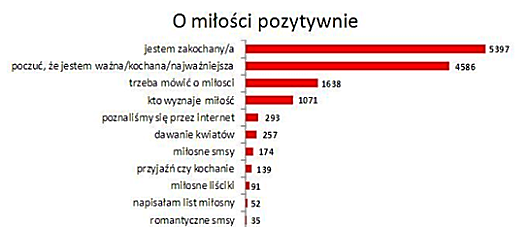 O miłości pozytywnie
jestem zakochany/a 5397
poczuć, że jestem ważna/kochana/najważniejsza 4586
trzeba mówić o miłosci 1638
kto wyznaje miłość 1071
poznaliśmy się przez internet 293
dawanie kwiatów 257
miłosne smsy 174
przyjaźń czy kochanie 139
miłosne liściki 91
napisałam list miłosny 52
romantyczne smsy 35